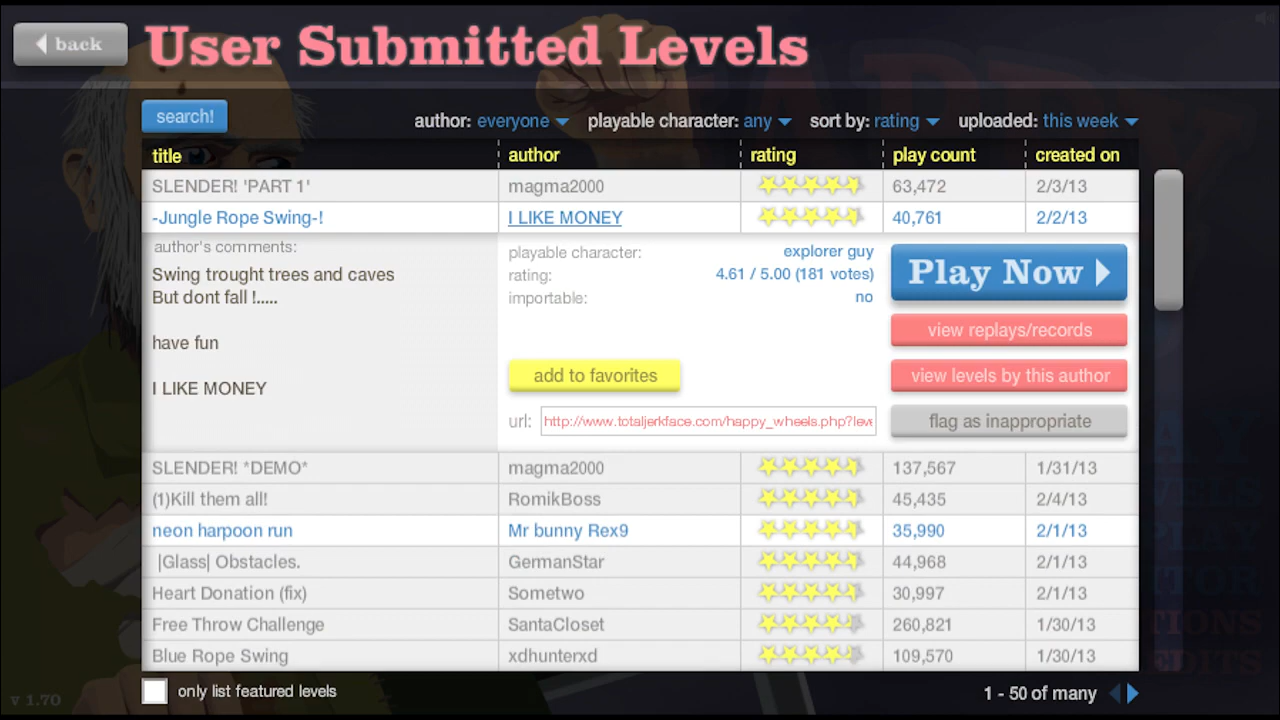 back
User Submitted Levels
search!
author: everyone playable character: any sort by: rating uploaded: this week
title author rating play count created on
SLENDER! 'PART 1' magma2000 63,472 2/3/13
-Jungle Rope Swing-! I LIKE MONEY 40,761 2/2/13
author's comments:
Swing trought trees and caves
But dont fall !.....
have fun
I LIKE MONEY
playable character: explorer guy
rating: 4.61 / 5.00 (181 votes)
importable: no
add to favorites
url: http://www.totaljerkface.com/happy_wheels.php?leve
Play Now
view replays/records
view levels by this author
flag as inappropriate
SLENDER! *DEMO* magma2000 137,567 1/31/13
(1)Kill them all! RomikBoss 45,435 2/4/13
neon harpoon run Mr bunny Rex9 35,990 2/1/13
|Glass| Obstacles. GermanStar 44,968 2/1/13
Heart Donation (fix) Sometwo 30,997 2/1/13
Free Throw Challenge SantaCloset 260,821 1/30/13
Blue Rope Swing xdhunterxd 109,570 1/30/13
only list featured levels
1 - 50 of many
v 1.70